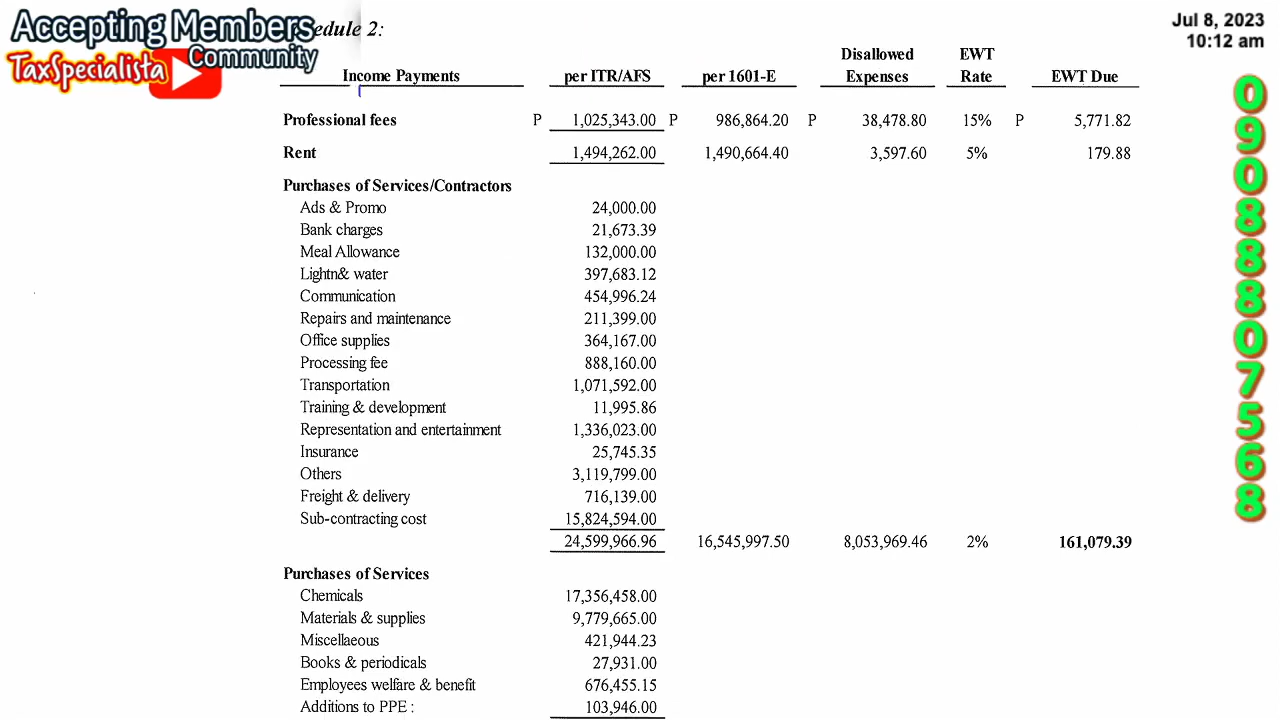 Accepting Members
Community
TaxSpecialista
edule 2:
Jul 8, 2023
10:12 am
Income Payments per ITR/AFS per 1601-E Disallowed Expenses EWT Rate EWT Due
Professional fees P 1,025,343.00 P 986,864.20 P 38,478.80 15% P 5,771.82
Rent 1,494,262.00 1,490,664.40 3,597.60 5% 179.88
Purchases of Services/Contractors
Ads & Promo 24,000.00
Bank charges 21,673.39
Meal Allowance 132,000.00
Lightn& water 397,683.12
Communication 454,996.24
Repairs and maintenance 211,399.00
Office supplies 364,167.00
Processing fee 888,160.00
Transportation 1,071,592.00
Training & development 11,995.86
Representation and entertainment 1,336,023.00
Insurance 25,745.35
Others 3,119,799.00
Freight & delivery 716,139.00
Sub-contracting cost 15,824,594.00
24,599,966.96 16,545,997.50 8,053,969.46 2% 161,079.39
Purchases of Services
Chemicals 17,356,458.00
Materials & supplies 9,779,665.00
Miscellaeous 421,944.23
Books & periodicals 27,931.00
Employees welfare & benefit 676,455.15
Additions to PPE : 103,946.00
09088807568